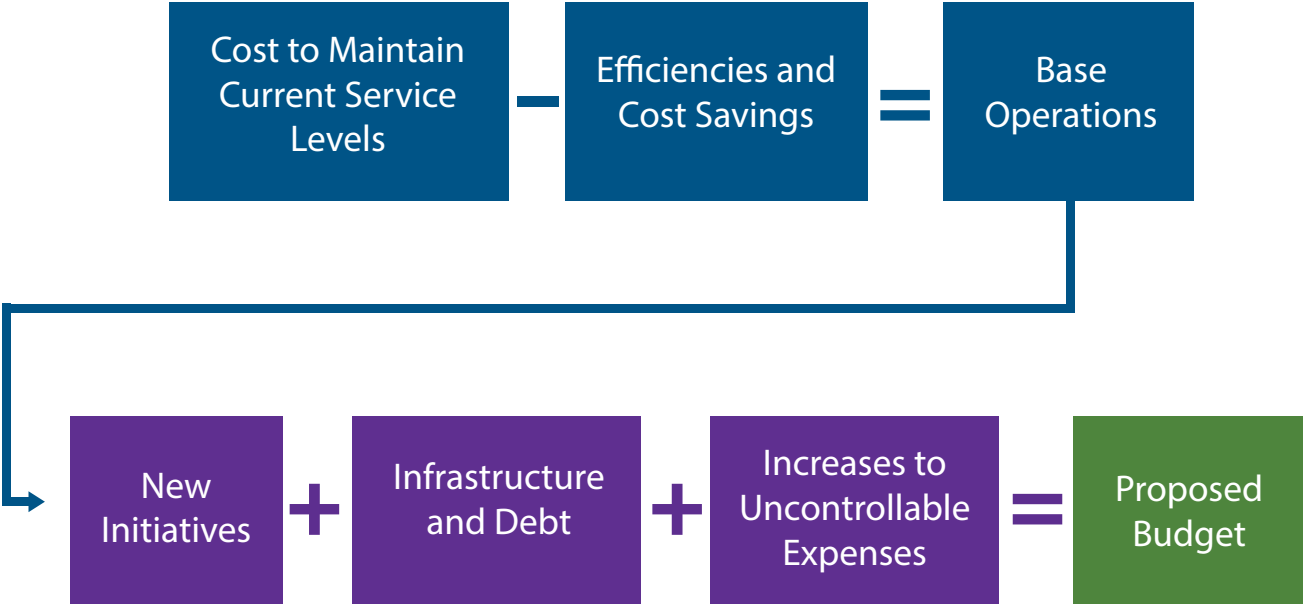 Cost to Maintain
Current Service
Levels
–
Efficiencies and
Cost Savings
=
Base
Operations
New
Initiatives
+
Infrastructure
and Debt
+
Increases to
Uncontrollable
Expenses
=
Proposed
Budget